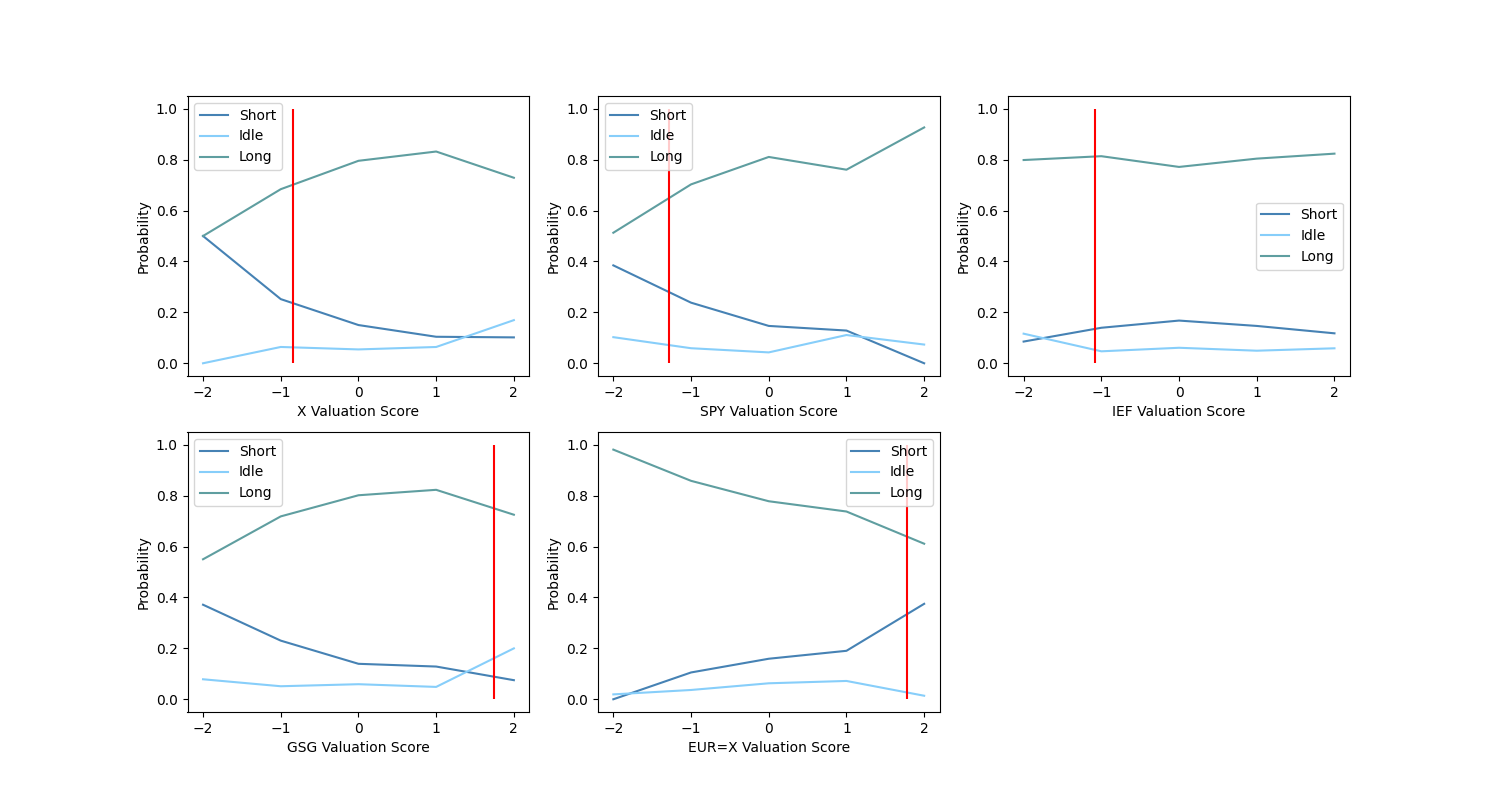 1.0
0.8
0.6
0.4
0.2
0.0
Probability
Short
Idle
Long
−2 −1 0 1 2
X Valuation Score
1.0
0.8
0.6
0.4
0.2
0.0
Probability
Short
Idle
Long
−2 −1 0 1 2
SPY Valuation Score
1.0
0.8
0.6
0.4
0.2
0.0
Probability
Short
Idle
Long
−2 −1 0 1 2
IEF Valuation Score
1.0
0.8
0.6
0.4
0.2
0.0
Probability
Short
Idle
Long
−2 −1 0 1 2
GSG Valuation Score
1.0
0.8
0.6
0.4
0.2
0.0
Probability
Short
Idle
Long
−2 −1 0 1 2
EUR=X Valuation Score